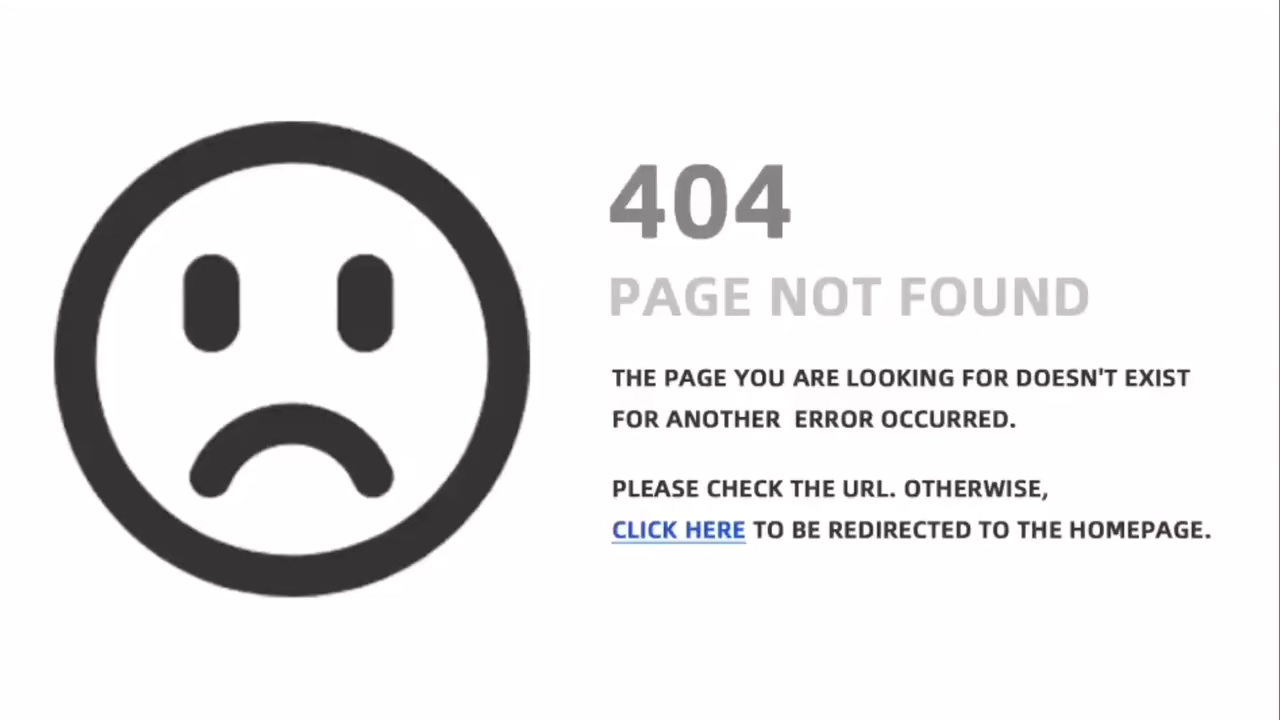 404
PAGE NOT FOUND
THE PAGE YOU ARE LOOKING FOR DOESN'T EXIST
FOR ANOTHER  ERROR OCCURRED.
PLEASE CHECK THE URL. OTHERWISE,
CLICK HERE TO BE REDIRECTED TO THE HOMEPAGE.